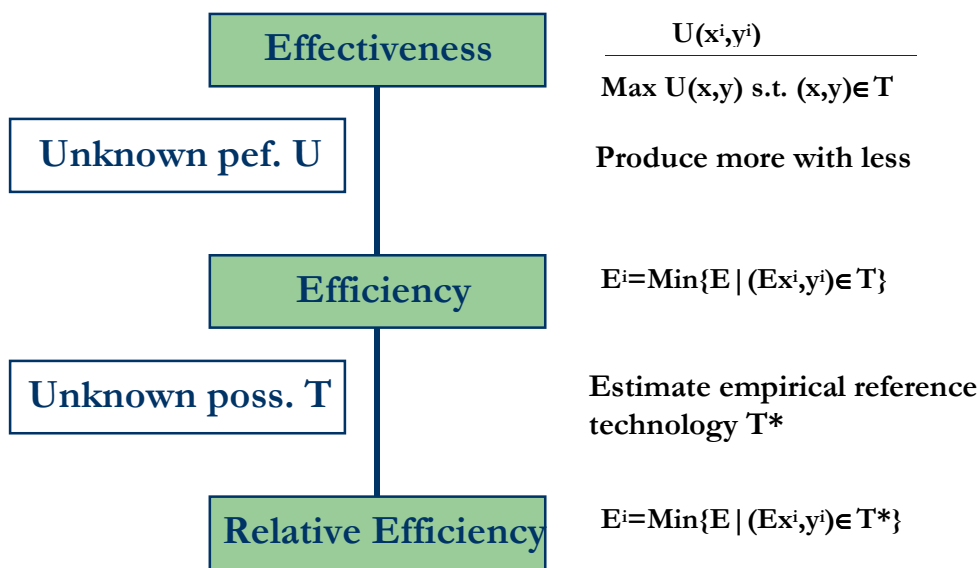 Effectiveness
U(xⁱ,yⁱ)
Max U(x,y) s.t. (x,y)∈T
Unknown pef. U
Produce more with less
Efficiency
Eⁱ=Min{E|(Exⁱ,yⁱ)∈T}
Unknown poss. T
Estimate empirical reference
technology T*
Relative Efficiency
Eⁱ=Min{E|(Exⁱ,yⁱ)∈T*}